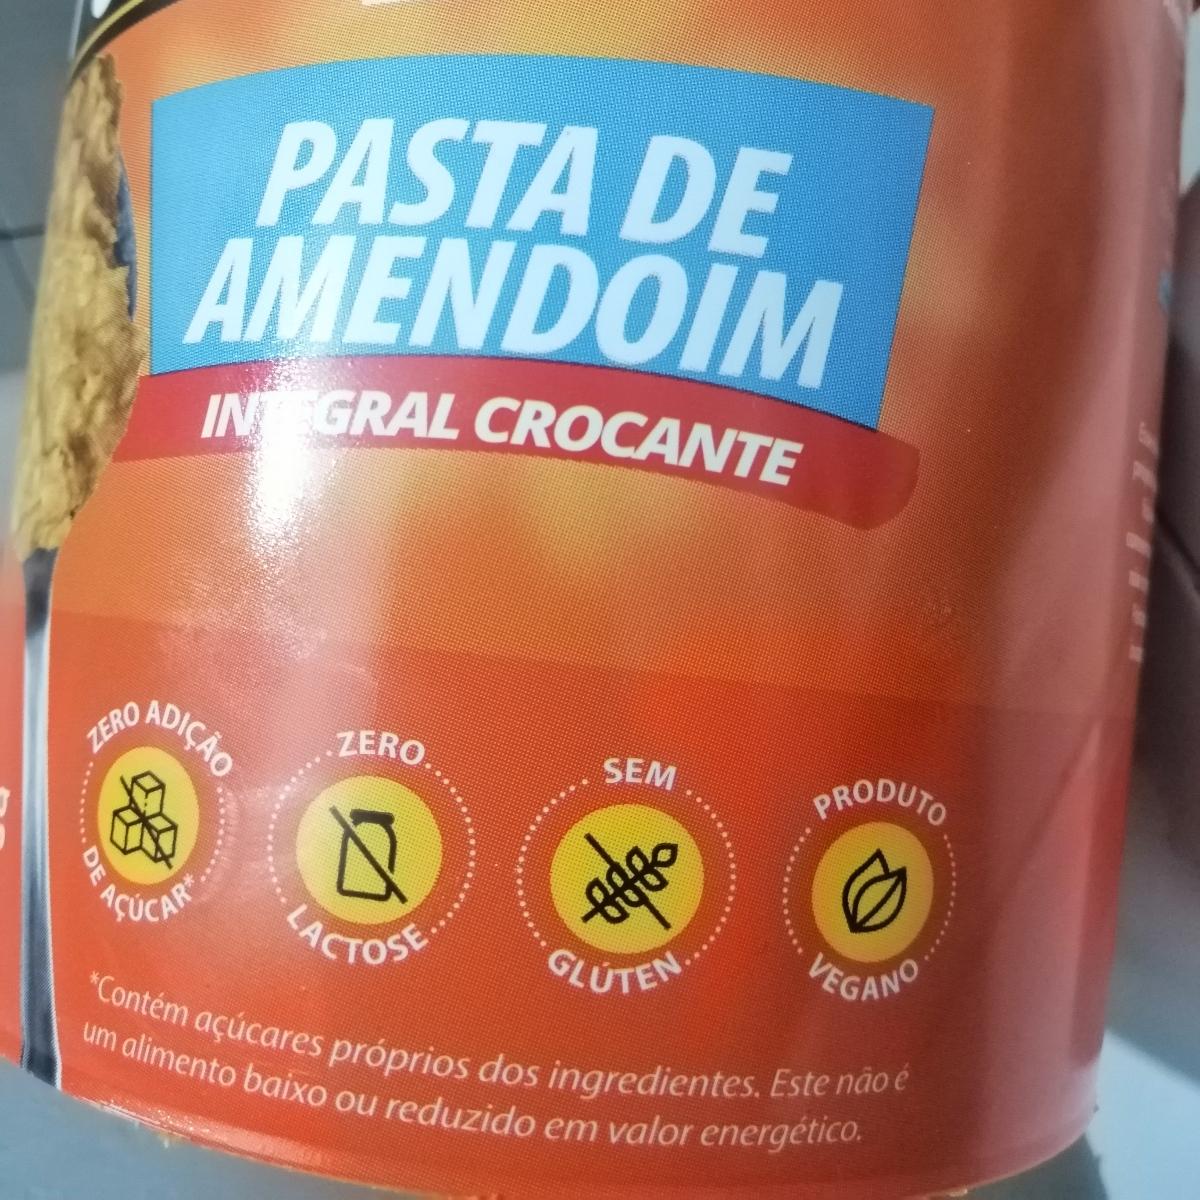 PASTA DE
AMENDOIM
INTEGRAL CROCANTE
ZERO ADIÇÃO
DE AÇÚCAR*
ZERO
LACTOSE
SEM
GLÚTEN
PRODUTO
VEGANO
*Contém açúcares próprios dos ingredientes. Este não é
um alimento baixo ou reduzido em valor energético.